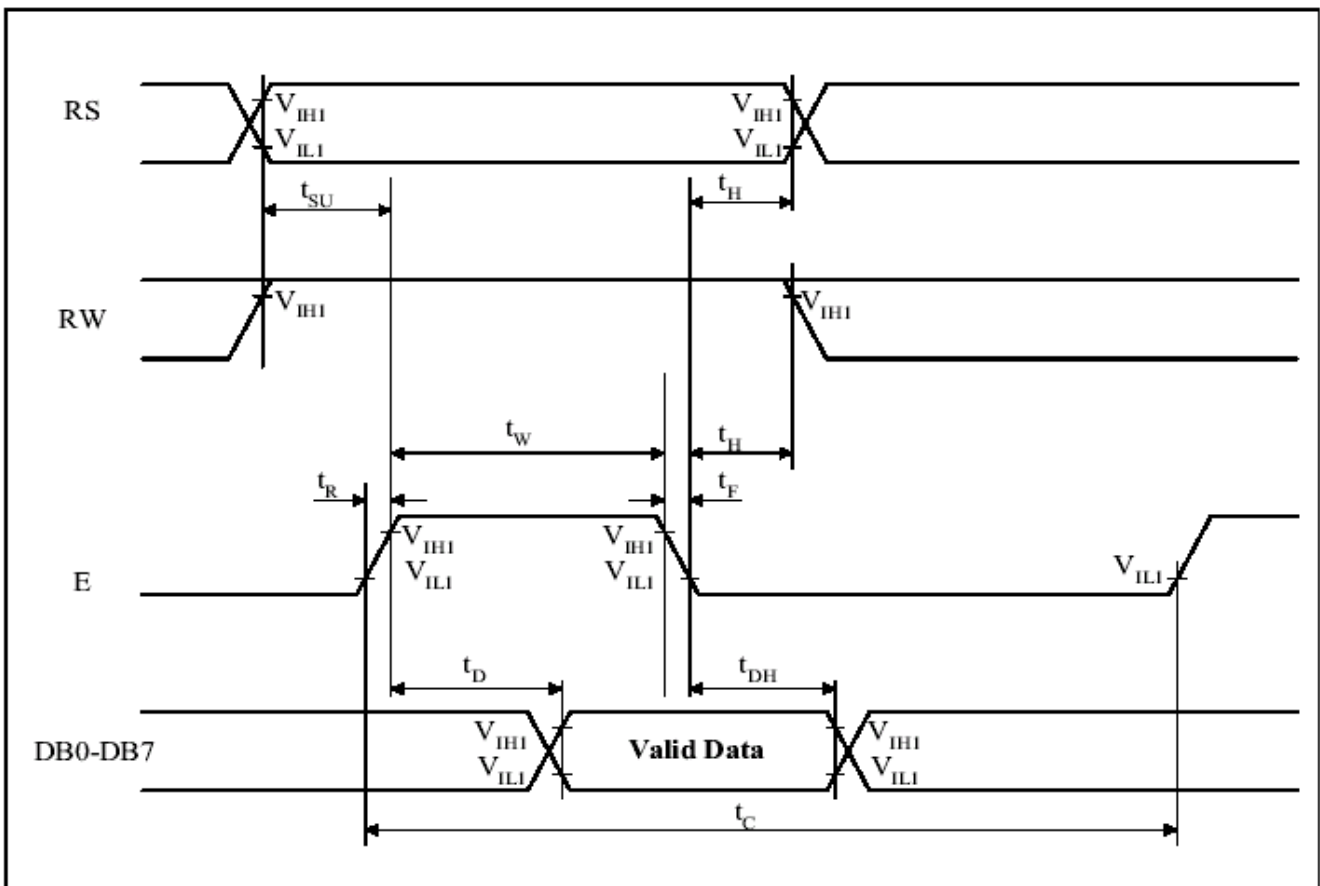 RS
V_IH1 V_IH1
V_IL1 V_IL1
t_SU t_H
RW
V_IH1 V_IH1
t_W t_H
t_R t_F
E
V_IH1 V_IH1
V_IL1 V_IL1 V_IL1
t_D t_DH
DB0-DB7
V_IH1 Valid Data V_IH1
V_IL1 V_IL1
t_C